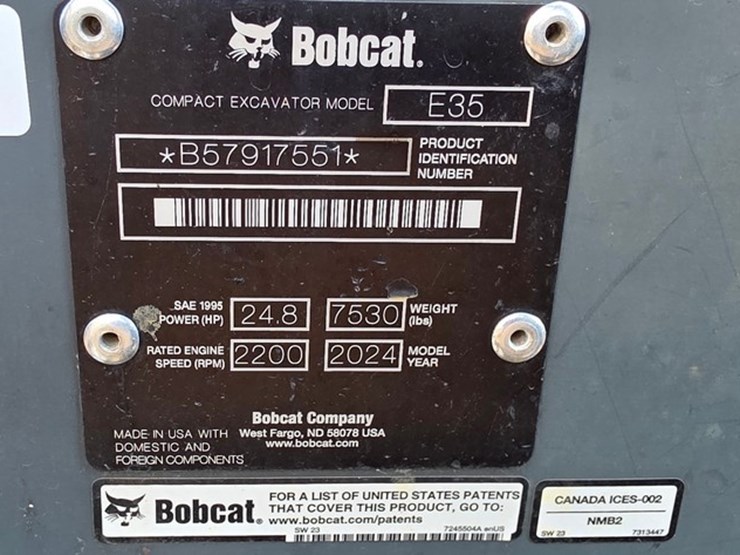 Bobcat.
COMPACT EXCAVATOR MODEL E35
*B57917551*
PRODUCT
IDENTIFICATION
NUMBER
SAE 1995
POWER (HP) 24.8
7530 WEIGHT
(lbs)
RATED ENGINE
SPEED (RPM) 2200
2024 MODEL
YEAR
MADE IN USA WITH
DOMESTIC AND
FOREIGN COMPONENTS
Bobcat Company
West Fargo, ND 58078 USA
www.bobcat.com
Bobcat.
FOR A LIST OF UNITED STATES PATENTS
THAT COVER THIS PRODUCT, GO TO:
www.bobcat.com/patents
SW 23 7245504A enUS
CANADA ICES-002
NMB2
SW 23 7313447